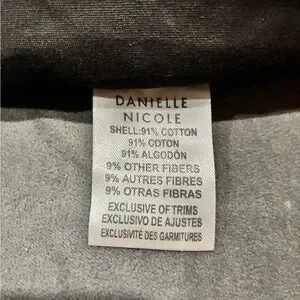 DANIELLE
NICOLE
SHELL:91% COTTON
91% COTON
91% ALGODÓN
9% OTHER FIBERS
9% AUTRES FIBRES
9% OTRAS FIBRAS
EXCLUSIVE OF TRIMS
EXCLUSIVO DE AJUSTES
EXCLUSIVITÉ DES GARNITURES